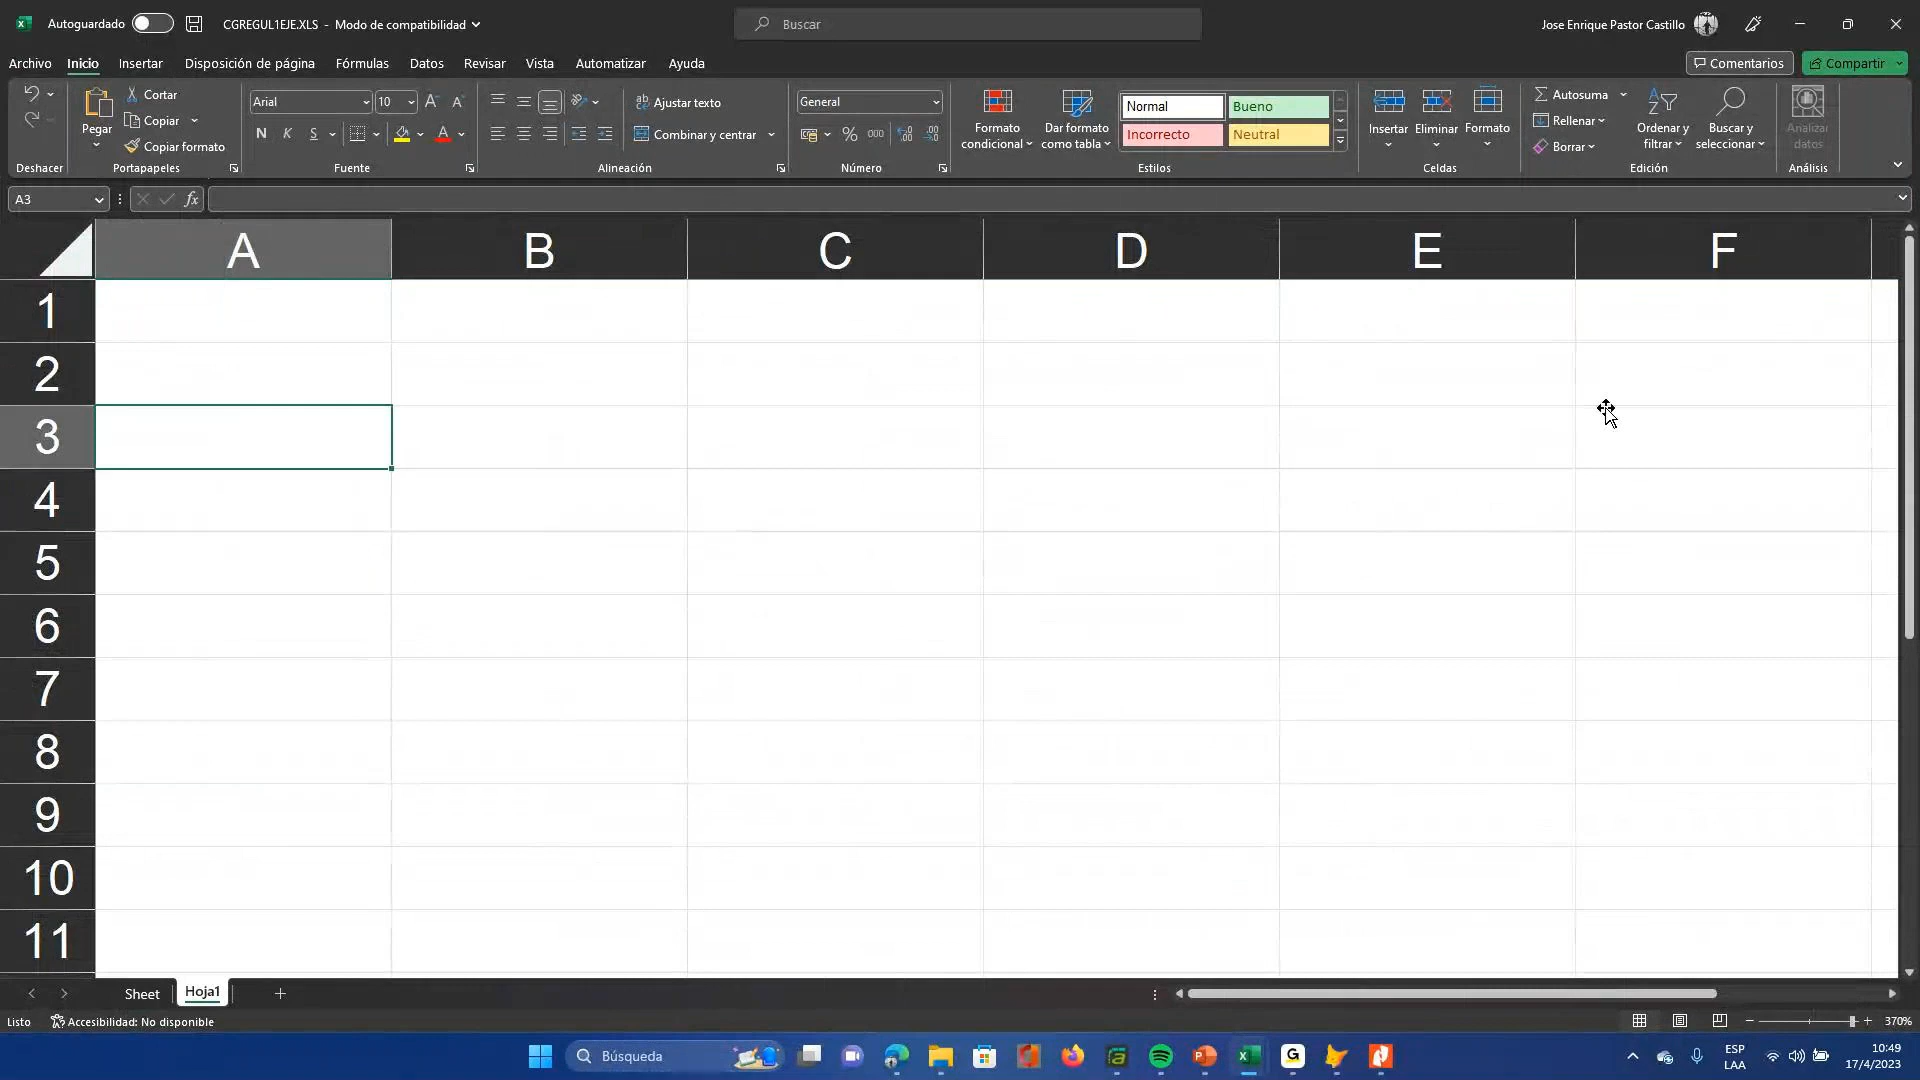 Autoguardado CGREGUL1EJE.XLS - Modo de compatibilidad Buscar Jose Enrique Pastor Castillo
Archivo Inicio Insertar Disposición de página Fórmulas Datos Revisar Vista Automatizar Ayuda Comentarios Compartir
Pegar Cortar Copiar Copiar formato
Arial 10
N K S
Ajustar texto
Combinar y centrar
General
% 000
Formato condicional Dar formato como tabla
Normal Bueno
Incorrecto Neutral
Insertar Eliminar Formato
Autosuma
Rellenar
Borrar
Ordenar y filtrar Buscar y seleccionar
Analizar datos
Deshacer Portapapeles Fuente Alineación Número Estilos Celdas Edición Análisis
A3 fx
A B C D E F
1
2
3
4
5
6
7
8
9
10
11
Sheet Hoja1
Listo Accesibilidad: No disponible 370%
Búsqueda
ESP
LAA
10:49
17/4/2023